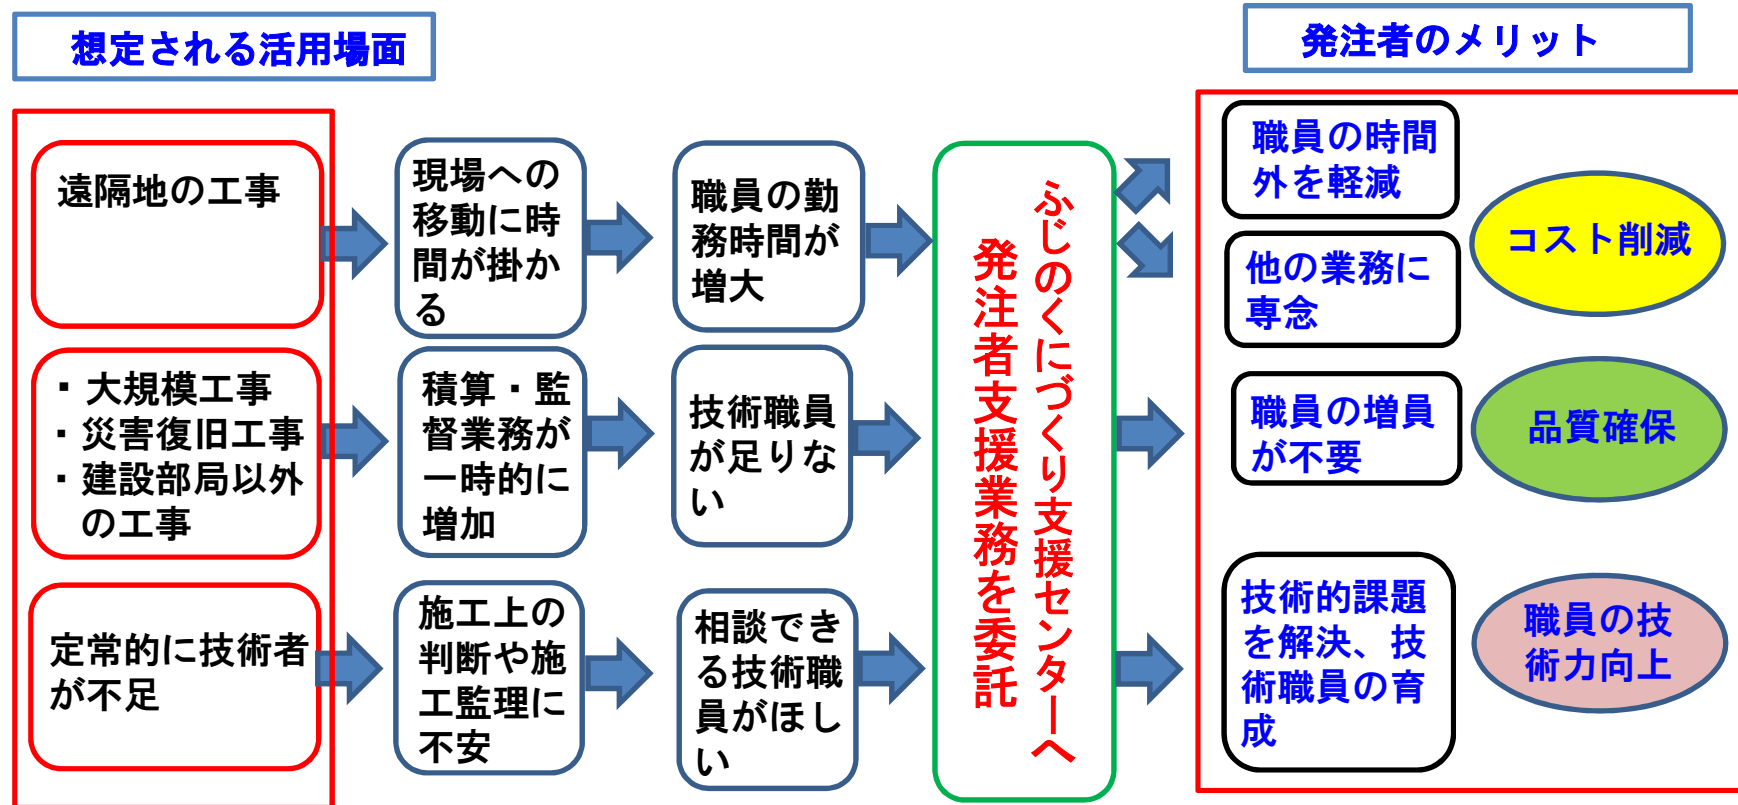 想定される活用場面
発注者のメリット
遠隔地の工事
現場への
移動に時
間が掛か
る
職員の勤
務時間が
増大
・大規模工事
・災害復旧工事
・建設部局以外
の工事
積算・監
督業務が
一時的に
増加
技術職員
が足りな
い
定常的に技術者
が不足
施工上の
判断や施
工監理に
不安
相談でき
る技術職
員がほし
い
ふじのくにづくり支援センターへ
発注者支援業務を委託
職員の時間
外を軽減
他の業務に
専念
コスト削減
職員の増員
が不要
品質確保
技術的課題
を解決、技
術職員の育
成
職員の技
術力向上